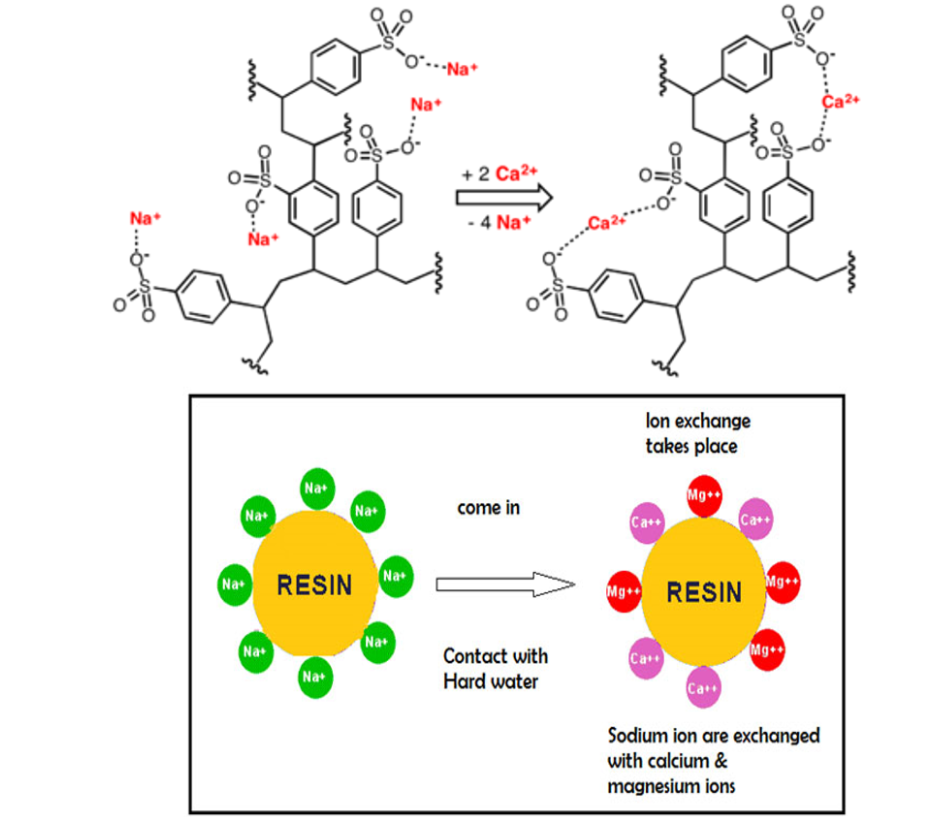 O
O
S
O-
Na+
Na+
O
O
S
O-
O
O
S
O-
Na+
Na+
O-
S
O
O
+ 2 Ca²+
- 4 Na+
O
O
S
O-
Ca²+
O
O
S
O-
O
O
S
O-
Ca²+
O-
S
O
O
Ion exchange
takes place
Na+
Na+
Na+
Na+
Na+
Na+
Na+
Na+
RESIN
come in
Contact with
Hard water
Mg++
Ca++
Ca++
Mg++
Mg++
Ca++
Mg++
Ca++
RESIN
Sodium ion are exchanged
with calcium &
magnesium ions